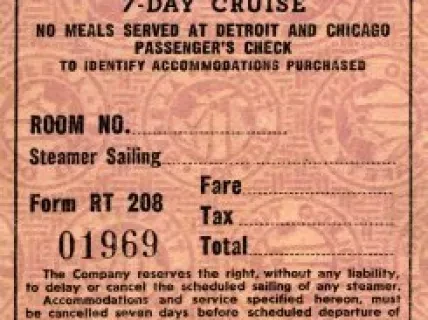 7-DAY CRUISE
NO MEALS SERVED AT DETROIT AND CHICAGO
PASSENGER'S CHECK
TO IDENTIFY ACCOMMODATIONS PURCHASED
ROOM NO.
Steamer Sailing
Fare
Form RT 208
Tax
01969
Total
The Company reserves the right, without any liability,
to delay or cancel the scheduled sailing of any steamer.
Accommodations and service specified hereon, must
be cancelled seven days before scheduled departure of